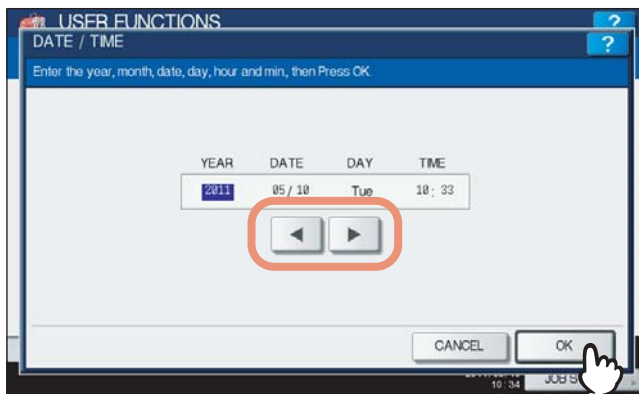 USER FUNCTIONS ?
DATE / TIME ?
Enter the year, month, date, day, hour and min, then Press OK.
YEAR DATE DAY TIME
2011 05 / 10 Tue 10 : 33
CANCEL OK
10:34 JOB S